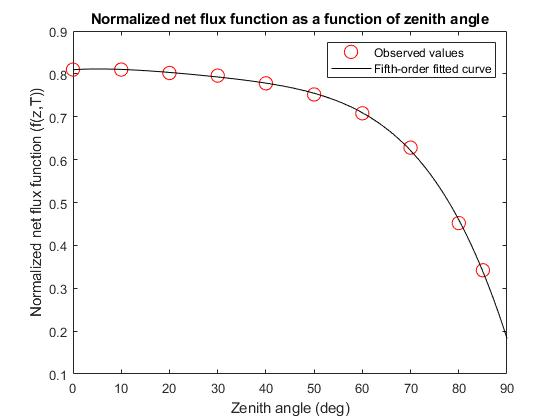 Normalized net flux function as a function of zenith angle
Normalized net flux function (f(z,T))
0.9
0.8
0.7
0.6
0.5
0.4
0.3
0.2
0.1
Observed values
Fifth-order fitted curve
0 10 20 30 40 50 60 70 80 90
Zenith angle (deg)